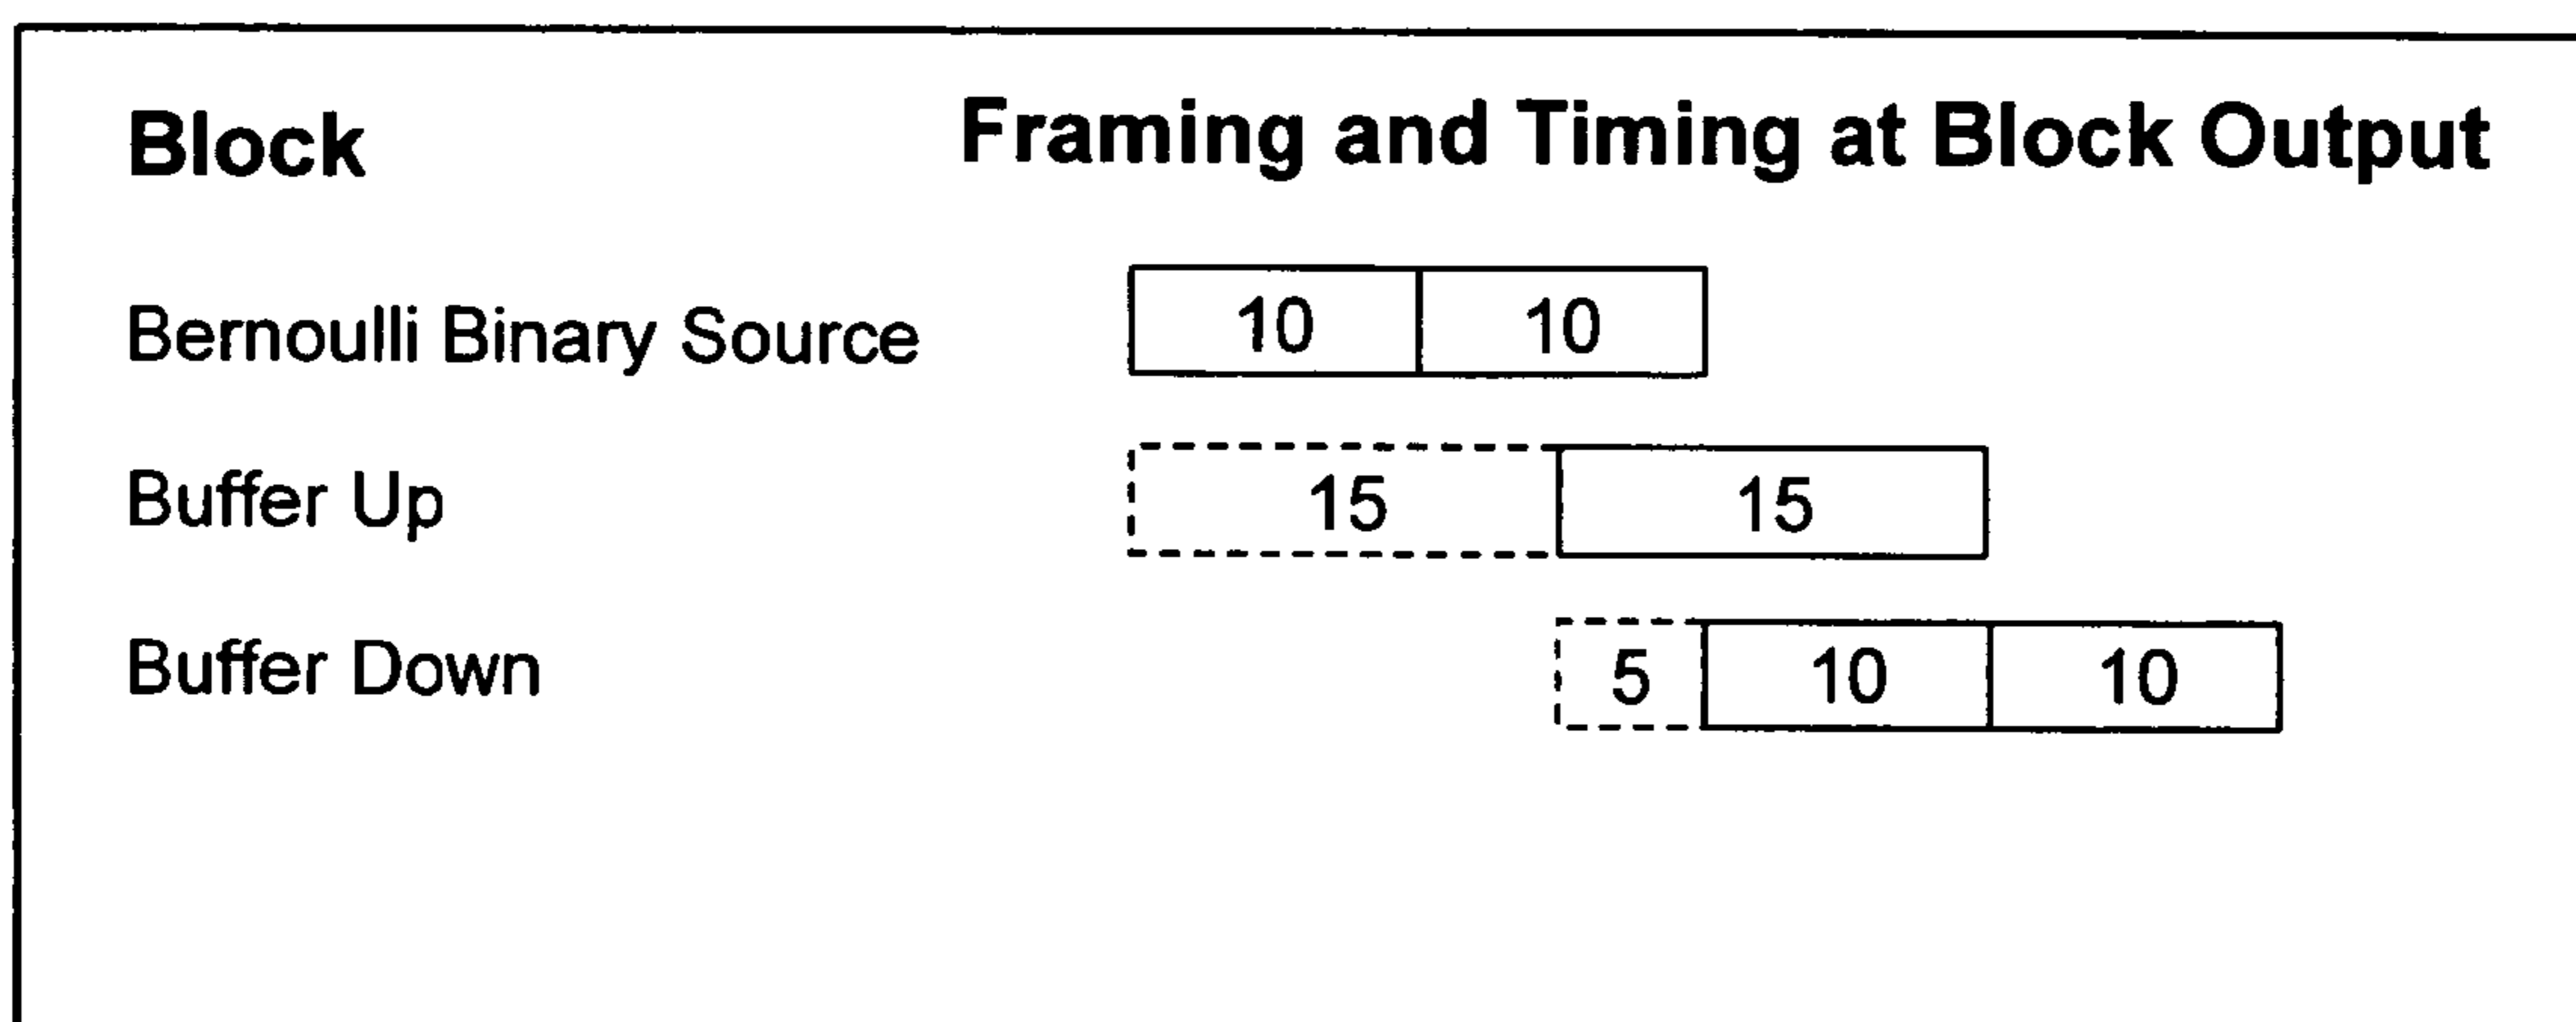 Block Framing and Timing at Block Output
Bernoulli Binary Source 10 10
Buffer Up 15 15
Buffer Down 5 10 10